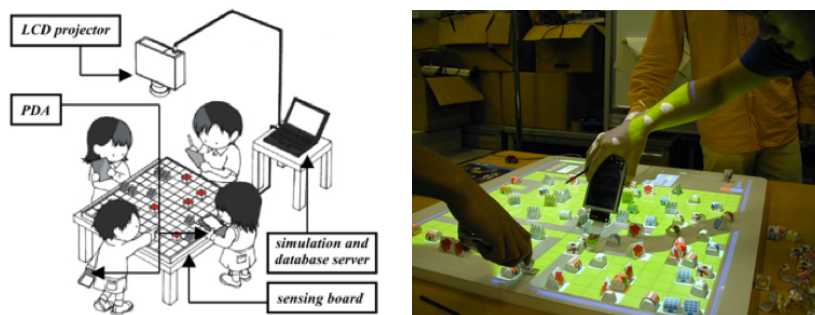 LCD projector
PDA
simulation and
database server
sensing board